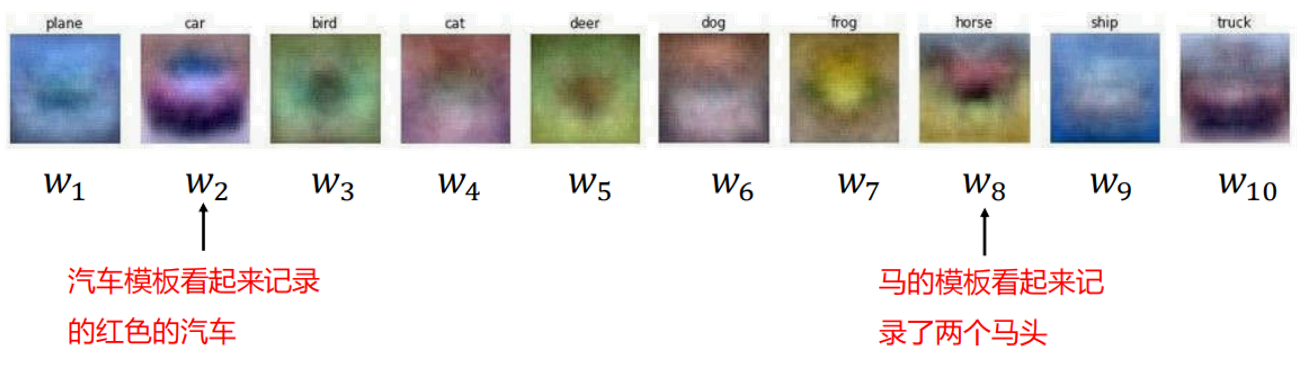 plane car bird cat deer dog frog horse ship truck
w₁ w₂ w₃ w₄ w₅ w₆ w₇ w₈ w₉ w₁₀
汽车模板看起来记录
的红色的汽车
马的模板看起来记
录了两个马头